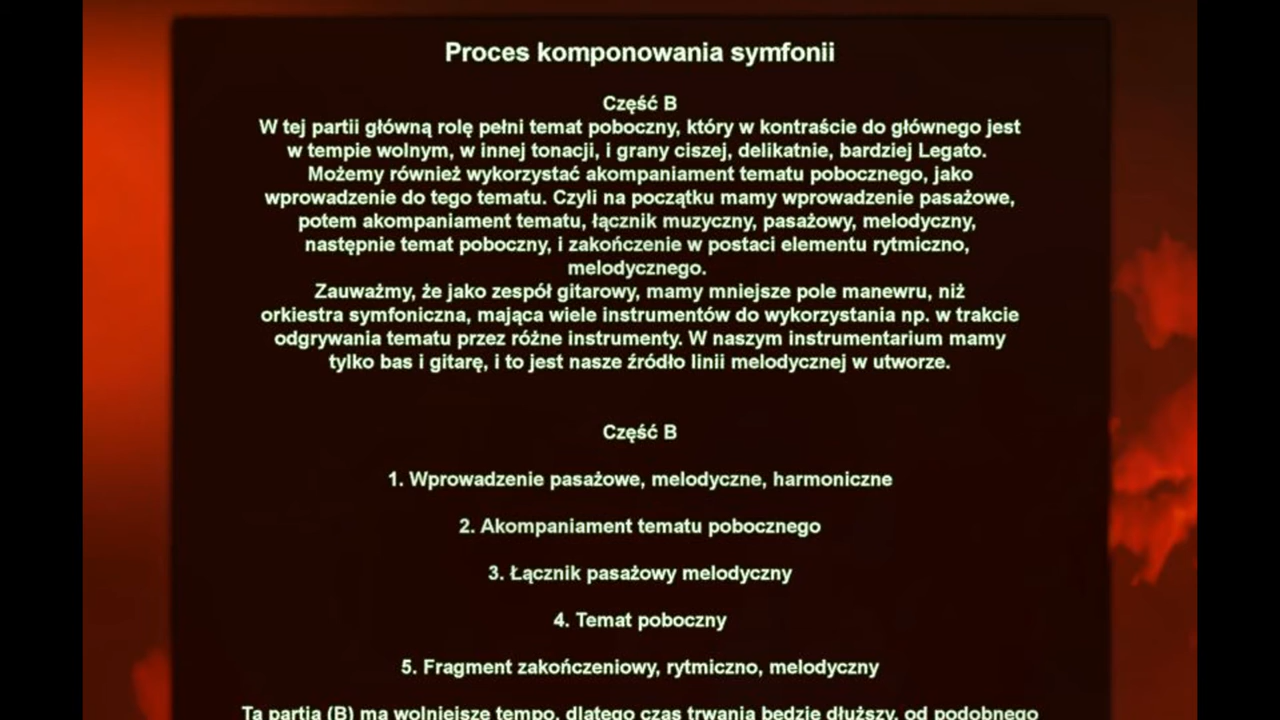 Proces komponowania symfonii
Część B
W tej partii główną rolę pełni temat poboczny, który w kontraście do głównego jest
w tempie wolnym, w innej tonacji, i grany ciszej, delikatnie, bardziej Legato.
Możemy również wykorzystać akompaniament tematu pobocznego, jako
wprowadzenie do tego tematu. Czyli na początku mamy wprowadzenie pasażowe,
potem akompaniament tematu, łącznik muzyczny, pasażowy, melodyczny,
następnie temat poboczny, i zakończenie w postaci elementu rytmiczno,
melodycznego.
Zauważmy, że jako zespół gitarowy, mamy mniejsze pole manewru, niż
orkiestra symfoniczna, mająca wiele instrumentów do wykorzystania np. w trakcie
odgrywania tematu przez różne instrumenty. W naszym instrumentarium mamy
tylko bas i gitarę, i to jest nasze źródło linii melodycznej w utworze.
Część B
1. Wprowadzenie pasażowe, melodyczne, harmoniczne
2. Akompaniament tematu pobocznego
3. Łącznik pasażowy melodyczny
4. Temat poboczny
5. Fragment zakończeniowy, rytmiczno, melodyczny
Ta partia (B) ma wolniejsze tempo, dlatego czas trwania będzie dłuższy, od podobnego